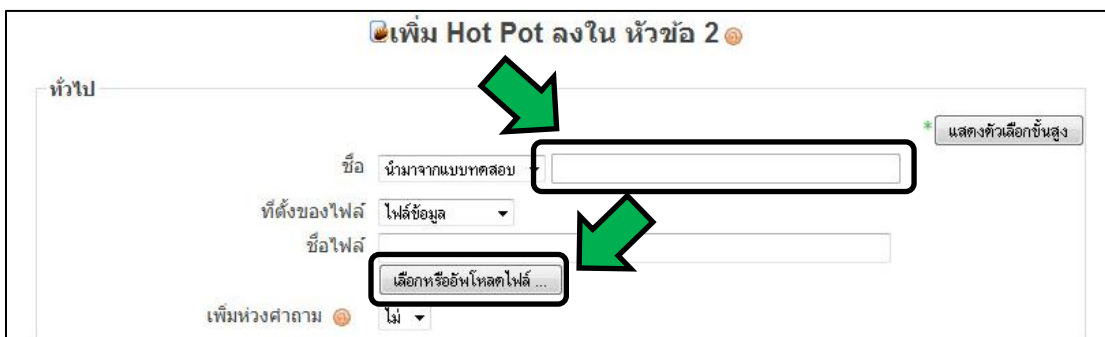 เพิ่ม Hot Pot ลงใน หัวข้อ 2
ทั่วไป
* แสดงตัวเลือกขั้นสูง
ชื่อ นำมาจากแบบทดสอบ
ที่ตั้งของไฟล์ ไฟล์ข้อมูล
ชื่อไฟล์
เลือกหรืออัพโหลดไฟล์ ...
เพิ่มห่วงคำถาม ไม่